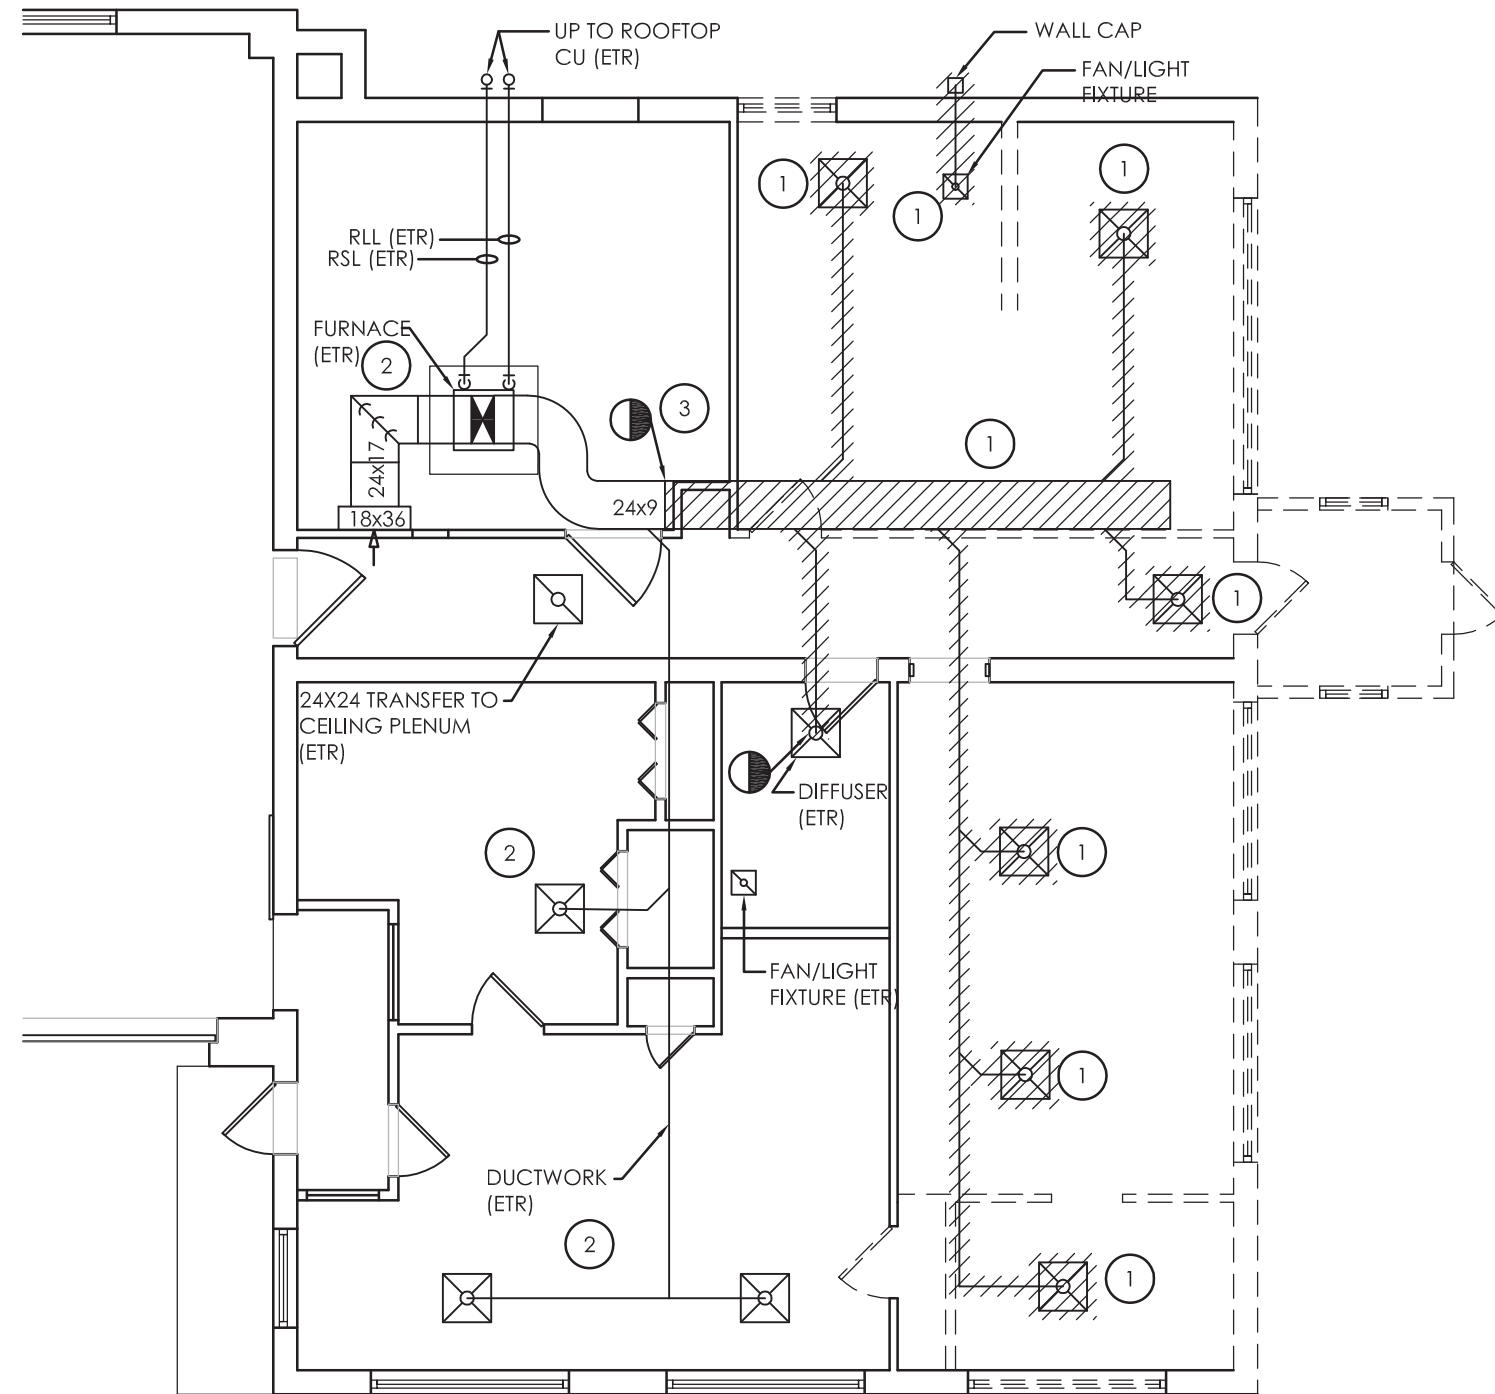 UP TO ROOFTOP
CU (ETR)
WALL CAP
FAN/LIGHT
FIXTURE
1
1
1
RLL (ETR)
RSL (ETR)
FURNACE
(ETR)
2
3
1
24x17
24x9
18x36
1
24X24 TRANSFER TO
CEILING PLENUM
(ETR)
DIFFUSER
(ETR)
2
1
FAN/LIGHT
FIXTURE (ETR)
1
DUCTWORK
(ETR)
2
1